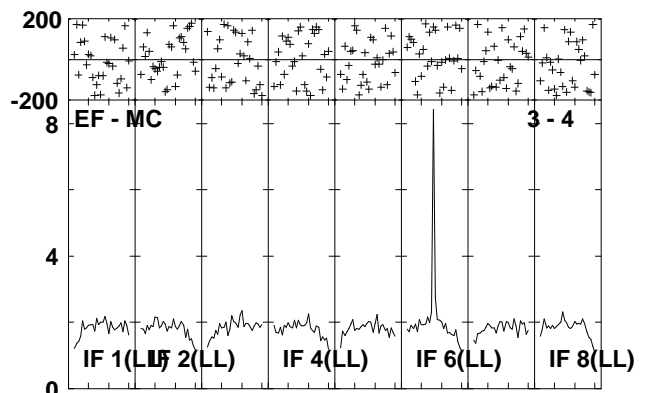 200
-200
EF - MC 3 - 4
8
4
IF 1(LL) IF 2(LL) IF 4(LL) IF 6(LL) IF 8(LL)
0